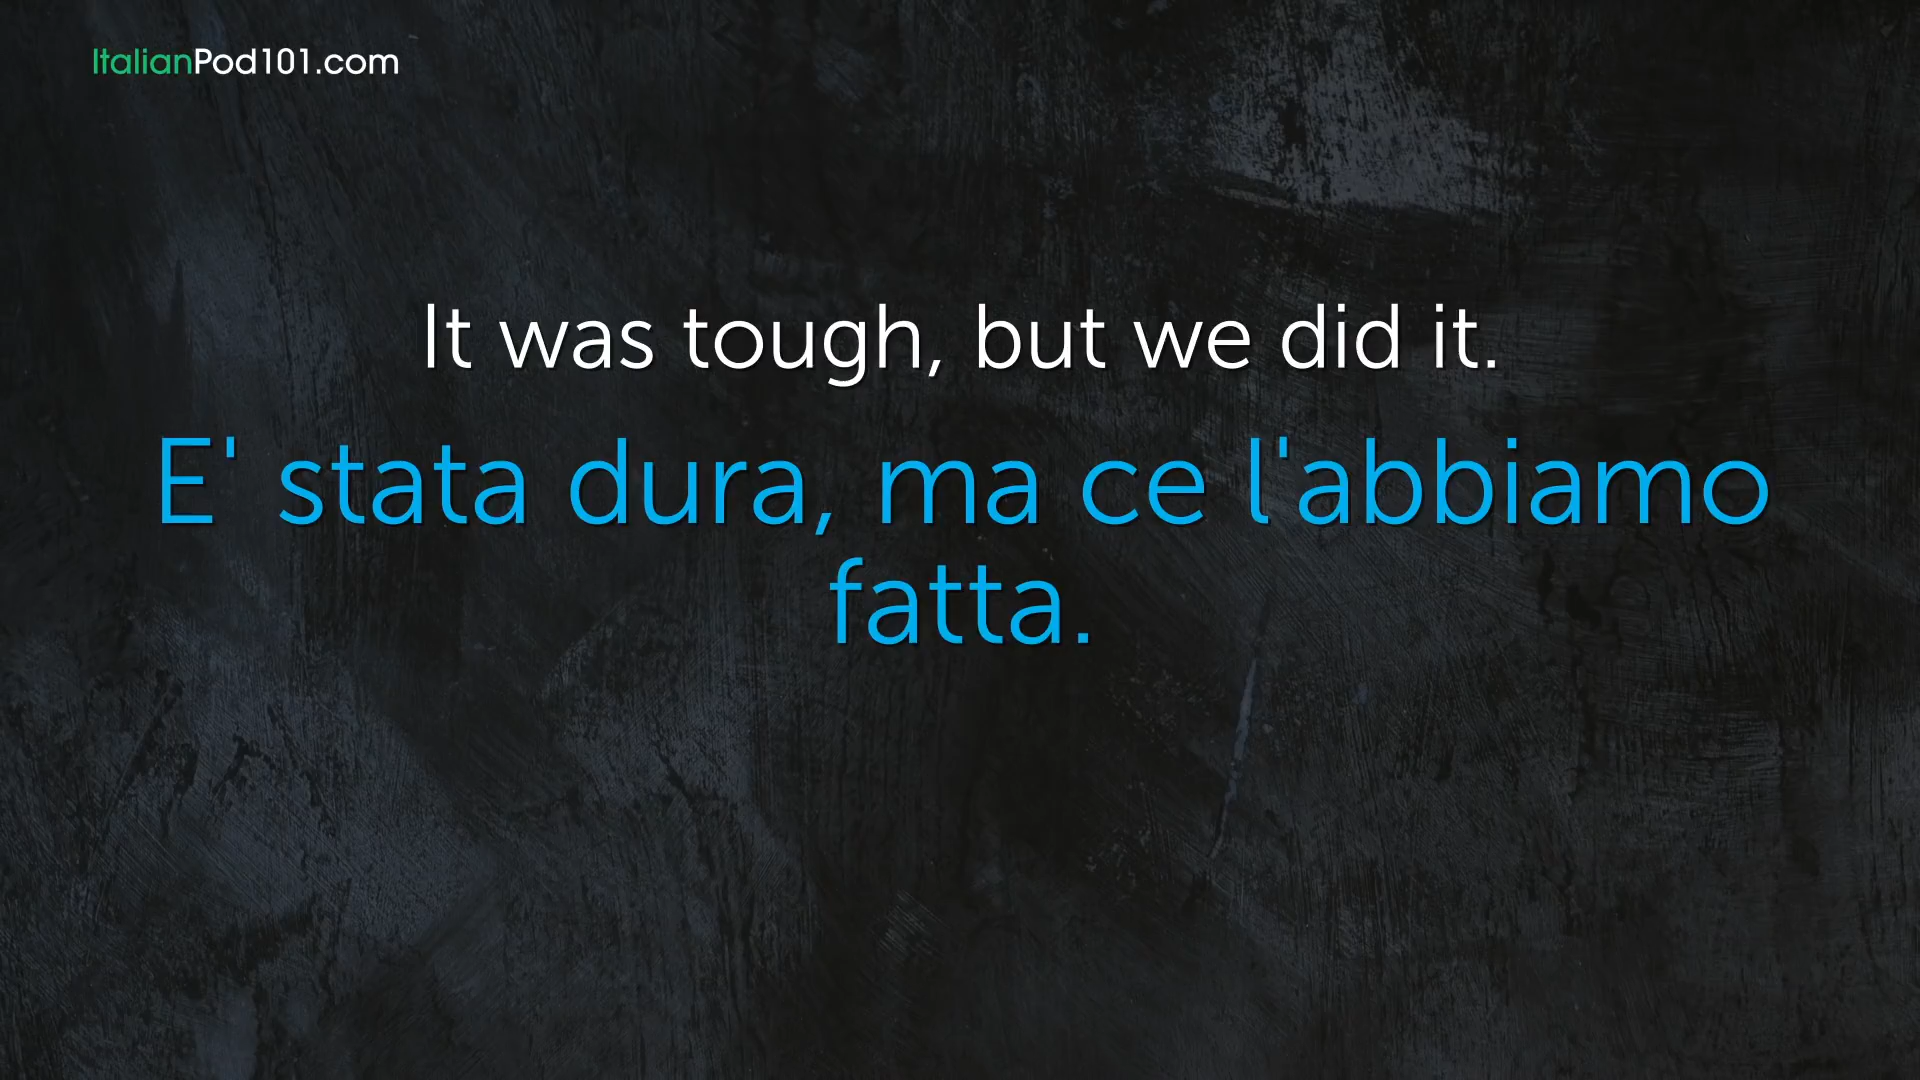 ItalianPod101.com
It was tough, but we did it.
E' stata dura, ma ce l'abbiamo
fatta.